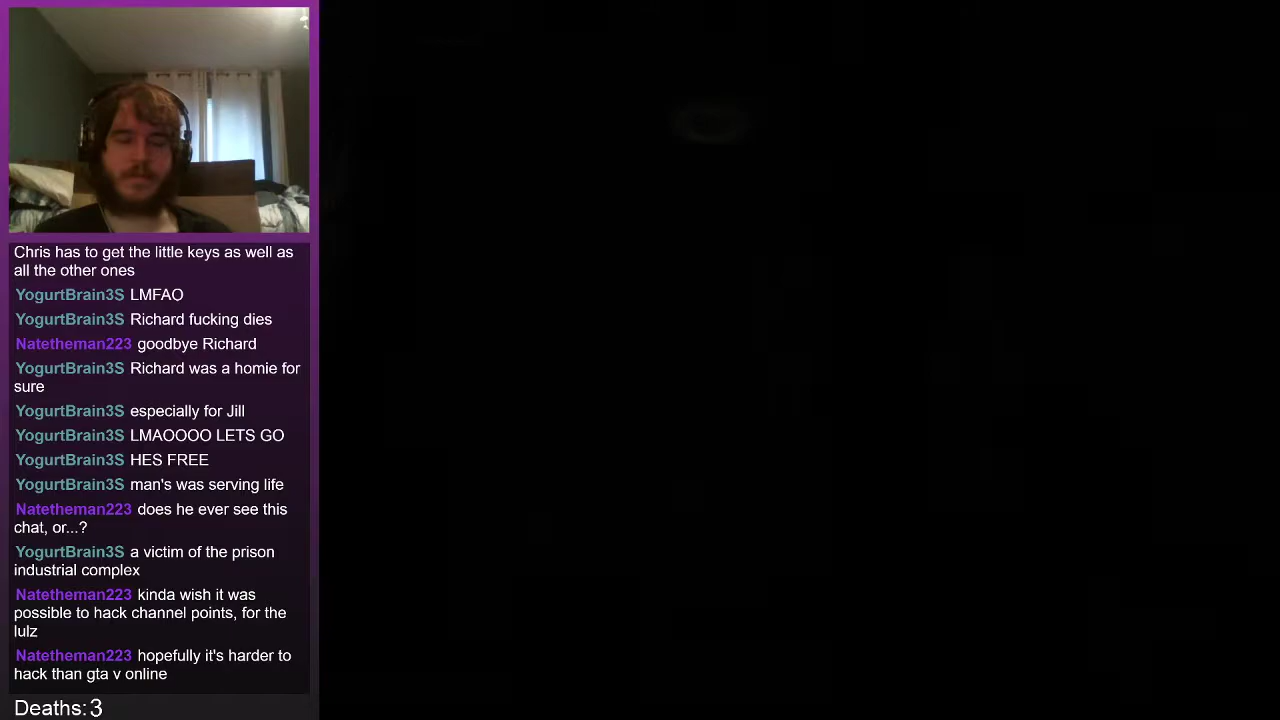 Chris has to get the little keys as well as
all the other ones
YogurtBrain3S LMFAO
YogurtBrain3S Richard fucking dies
Natetheman223 goodbye Richard
YogurtBrain3S Richard was a homie for
sure
YogurtBrain3S especially for Jill
YogurtBrain3S LMAOOOO LETS GO
YogurtBrain3S HES FREE
YogurtBrain3S man's was serving life
Natetheman223 does he ever see this
chat, or...?
YogurtBrain3S a victim of the prison
industrial complex
Natetheman223 kinda wish it was
possible to hack channel points, for the
lulz
Natetheman223 hopefully it's harder to
hack than gta v online
Deaths: 3